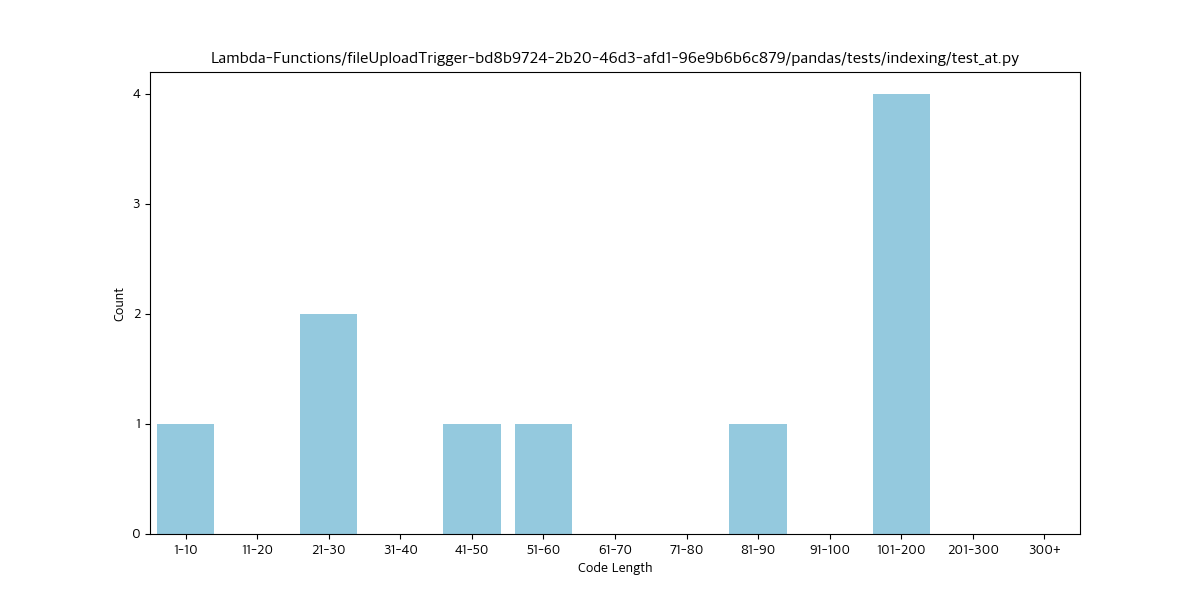 Lambda-Functions/fileUploadTrigger-bd8b9724-2b20-46d3-afd1-96e9b6b6c879/pandas/tests/indexing/test_at.py
4
3
2
1
0
Count
1-10 11-20 21-30 31-40 41-50 51-60 61-70 71-80 81-90 91-100 101-200 201-300 300+
Code Length